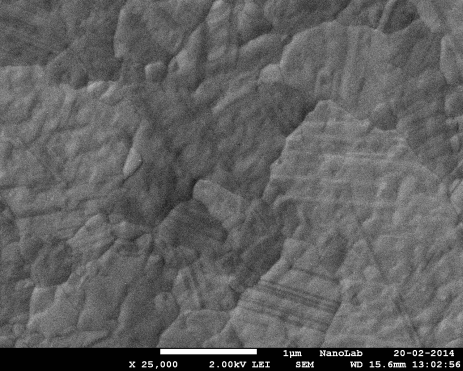 1µm NanoLab 20-02-2014
X 25,000 2.00kV LEI SEM WD 15.6mm 13:02:56